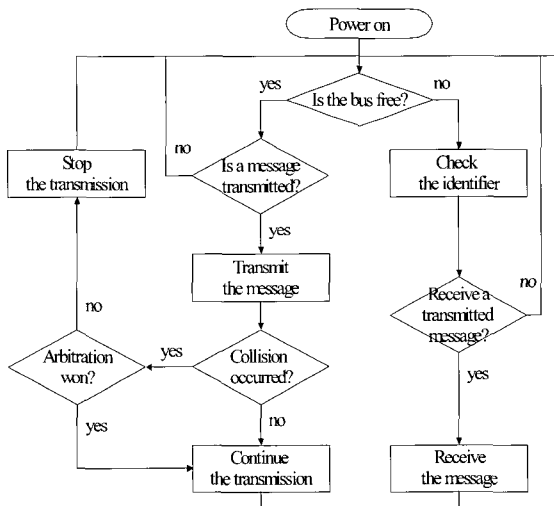 Power on
yes
Is the bus free?
no
Stop
the transmission
no
Is a message
transmitted?
Check
the identifier
yes
Transmit
the message
no
Receive a
transmitted
message?
no
Arbitration
won?
yes
Collision
occurred?
yes
yes
no
Continue
the transmission
Receive
the message